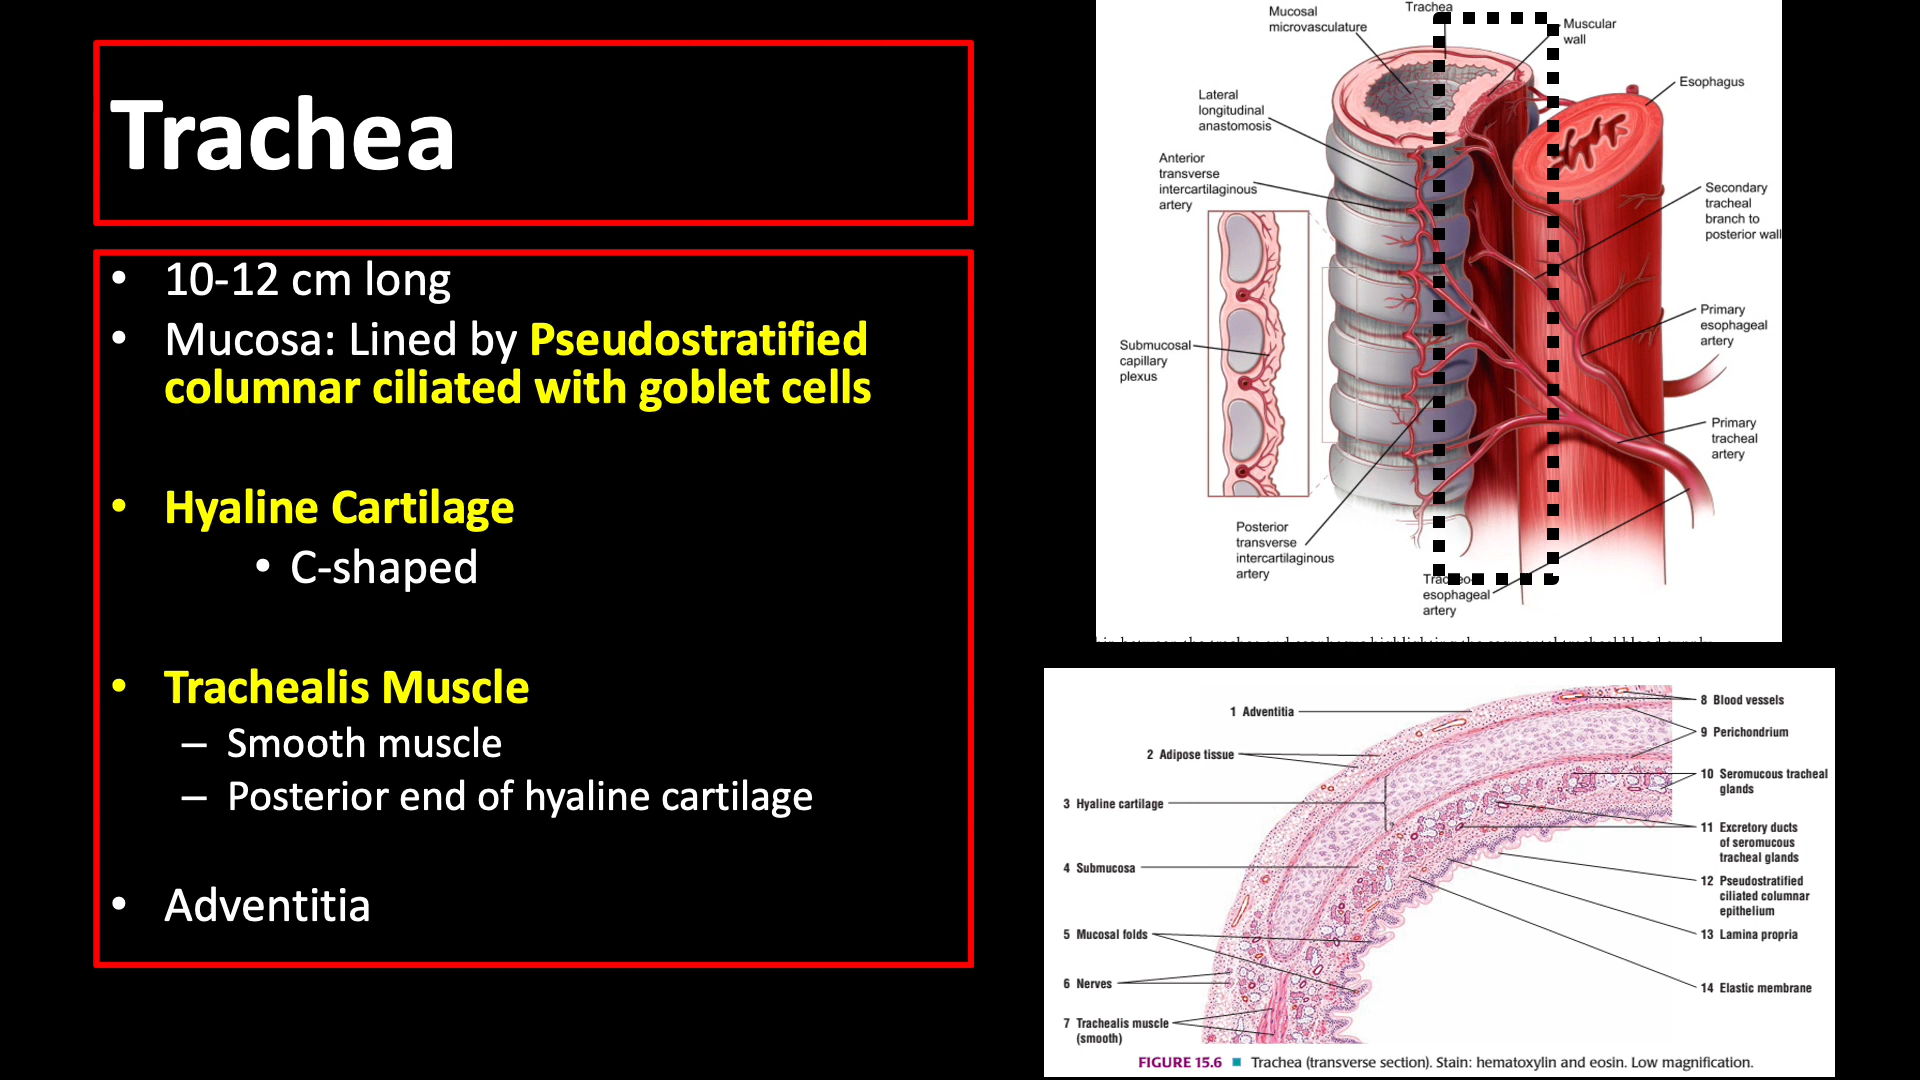 Trachea
• 10-12 cm long
• Mucosa: Lined by Pseudostratified
columnar ciliated with goblet cells
• Hyaline Cartilage
• C-shaped
• Trachealis Muscle
– Smooth muscle
– Posterior end of hyaline cartilage
• Adventitia
Mucosal
microvasculature
Trachea
Muscular
wall
Esophagus
Lateral
longitudinal
anastomosis
Anterior
transverse
intercartilaginous
artery
Secondary
tracheal
branch to
posterior wall
Primary
esophageal
artery
Submucosal
capillary
plexus
Primary
tracheal
artery
Posterior
transverse
intercartilaginous
artery
Tracheo-
esophageal
artery
1 Adventitia
2 Adipose tissue
3 Hyaline cartilage
4 Submucosa
5 Mucosal folds
6 Nerves
7 Trachealis muscle
(smooth)
8 Blood vessels
9 Perichondrium
10 Seromucous tracheal
glands
11 Excretory ducts
of seromucous
tracheal glands
12 Pseudostratified
ciliated columnar
epithelium
13 Lamina propria
14 Elastic membrane
FIGURE 15.6 ■ Trachea (transverse section). Stain: hematoxylin and eosin. Low magnification.